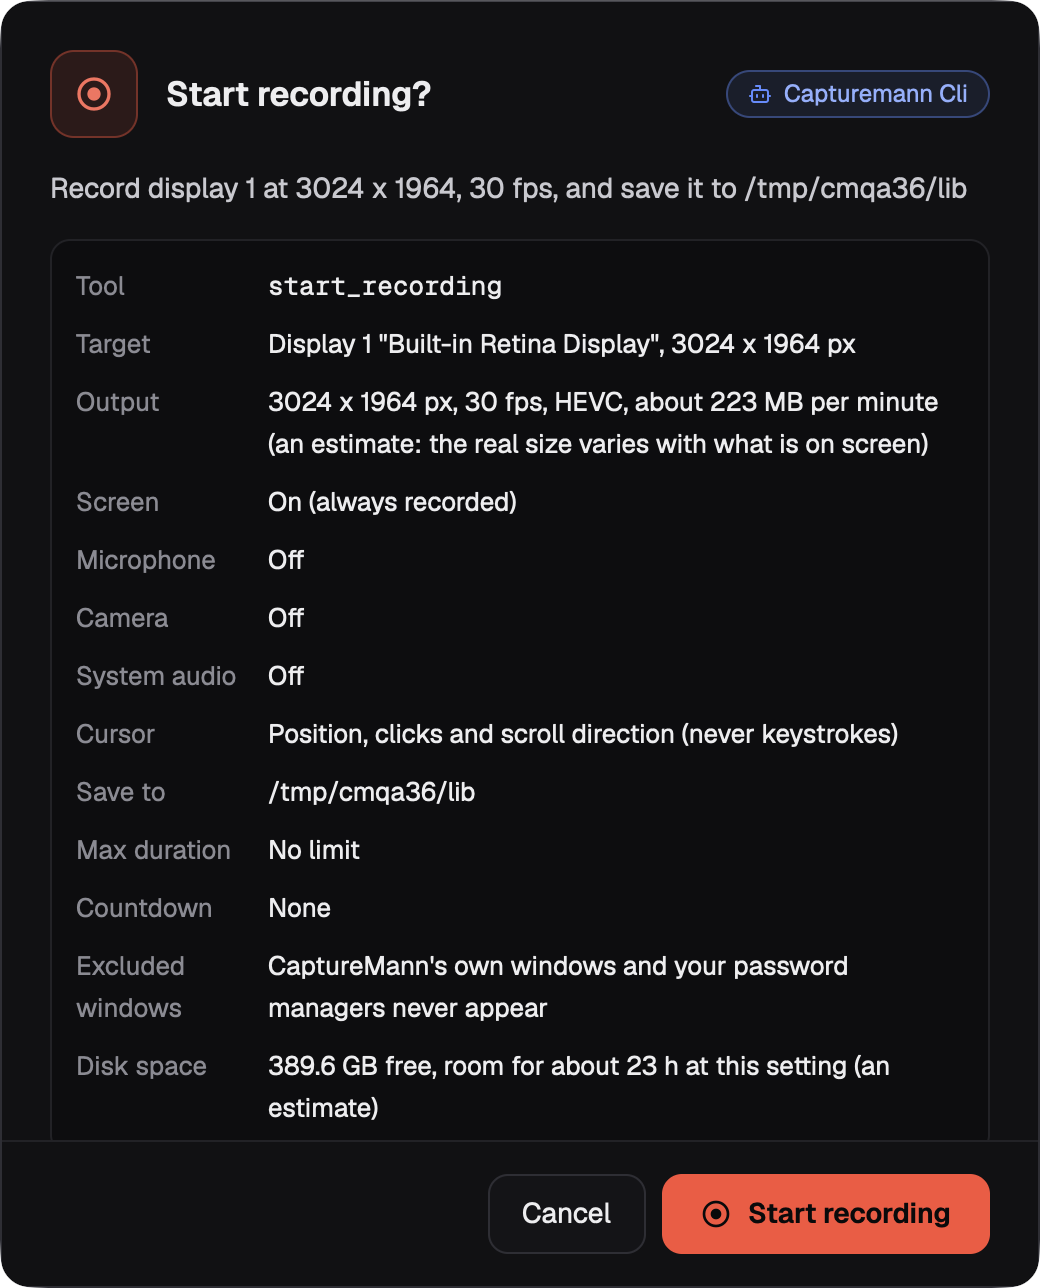 Start recording?
Capturemann Cli
Record display 1 at 3024 x 1964, 30 fps, and save it to /tmp/cmqa36/lib
Tool start_recording
Target Display 1 "Built-in Retina Display", 3024 x 1964 px
Output 3024 x 1964 px, 30 fps, HEVC, about 223 MB per minute
(an estimate: the real size varies with what is on screen)
Screen On (always recorded)
Microphone Off
Camera Off
System audio Off
Cursor Position, clicks and scroll direction (never keystrokes)
Save to /tmp/cmqa36/lib
Max duration No limit
Countdown None
Excluded CaptureMann's own windows and your password
windows managers never appear
Disk space 389.6 GB free, room for about 23 h at this setting (an
estimate)
Cancel
Start recording